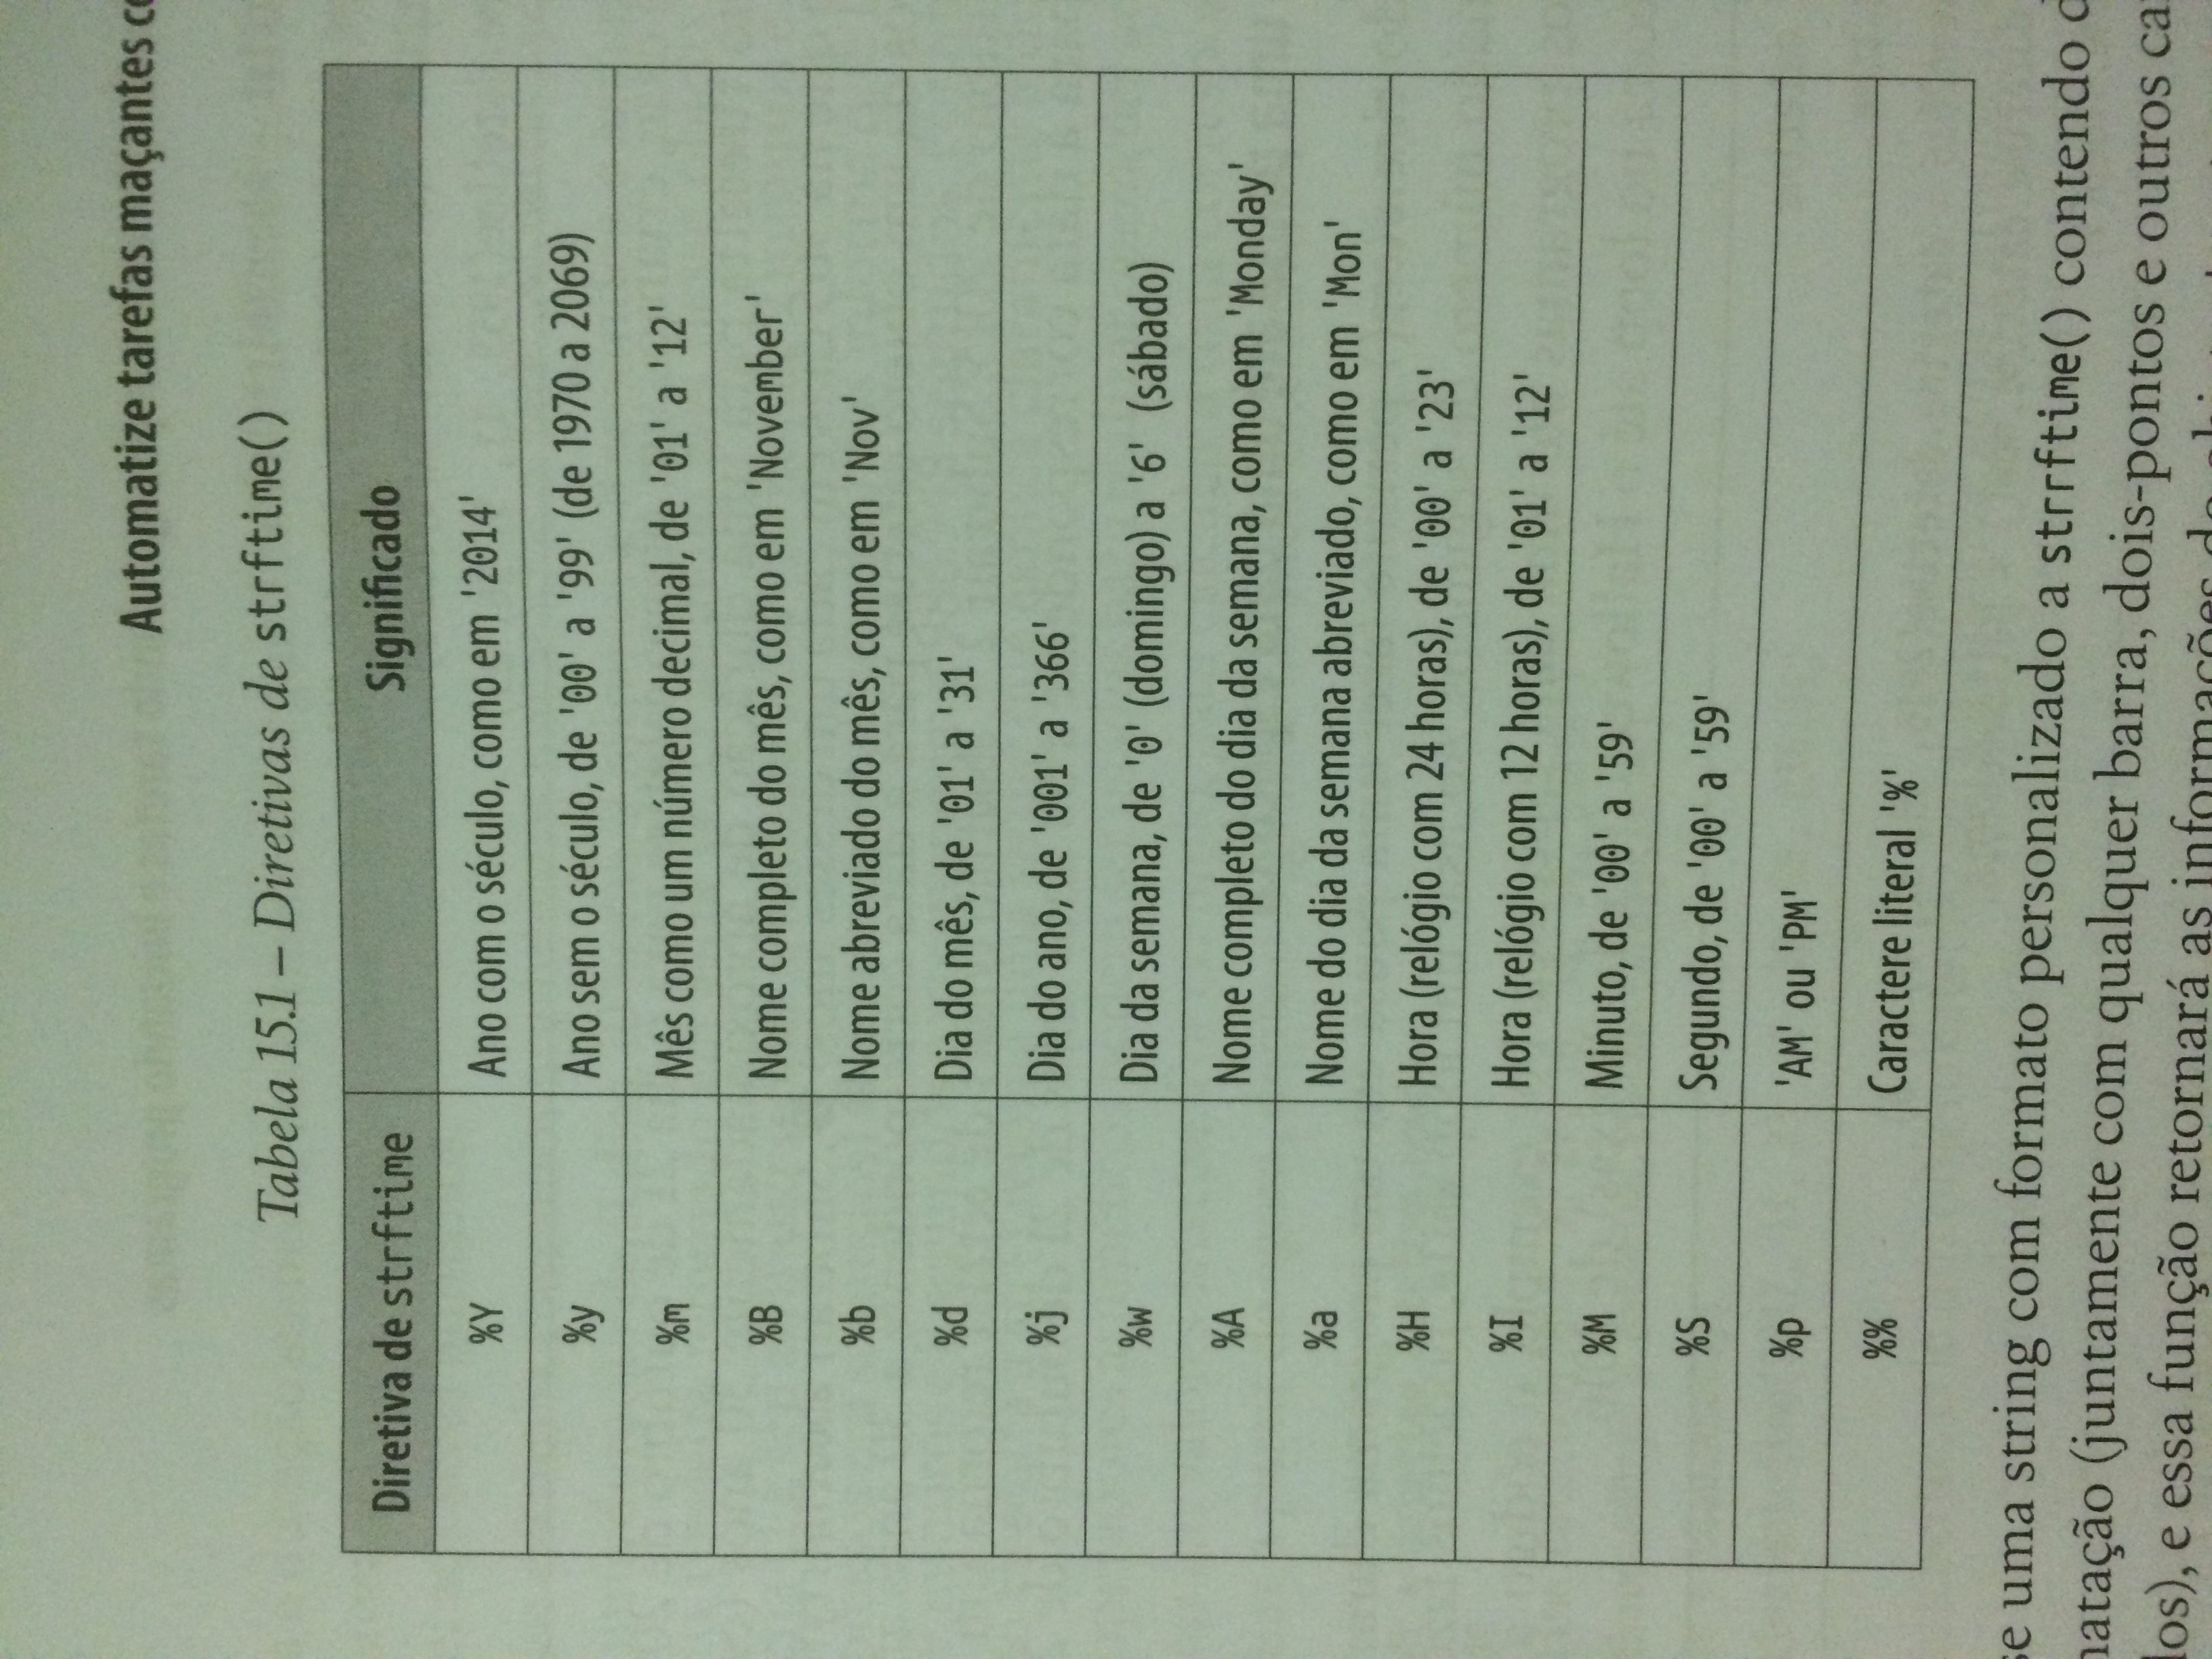 Automatize tarefas maçantes
Tabela 15.1 – Diretivas de strftime()
Diretiva de strftime Significado
%Y Ano com o século, como em '2014'
%y Ano sem o século, de '00' a '99' (de 1970 a 2069)
%m Mês como um número decimal, de '01' a '12'
%B Nome completo do mês, como em 'November'
%b Nome abreviado do mês, como em 'Nov'
%d Dia do mês, de '01' a '31'
%j Dia do ano, de '001' a '366'
%w Dia da semana, de '0' (domingo) a '6' (sábado)
%A Nome completo do dia da semana, como em 'Monday'
%a Nome do dia da semana abreviado, como em 'Mon'
%H Hora (relógio com 24 horas), de '00' a '23'
%I Hora (relógio com 12 horas), de '01' a '12'
%M Minuto, de '00' a '59'
%S Segundo, de '00' a '59'
%p 'AM' ou 'PM'
%% Caractere literal '%'
se uma string com formato personalizado a strrftime() contendo
matação (juntamente com qualquer barra, dois-pontos e outros
los), e essa função retornará as informações do